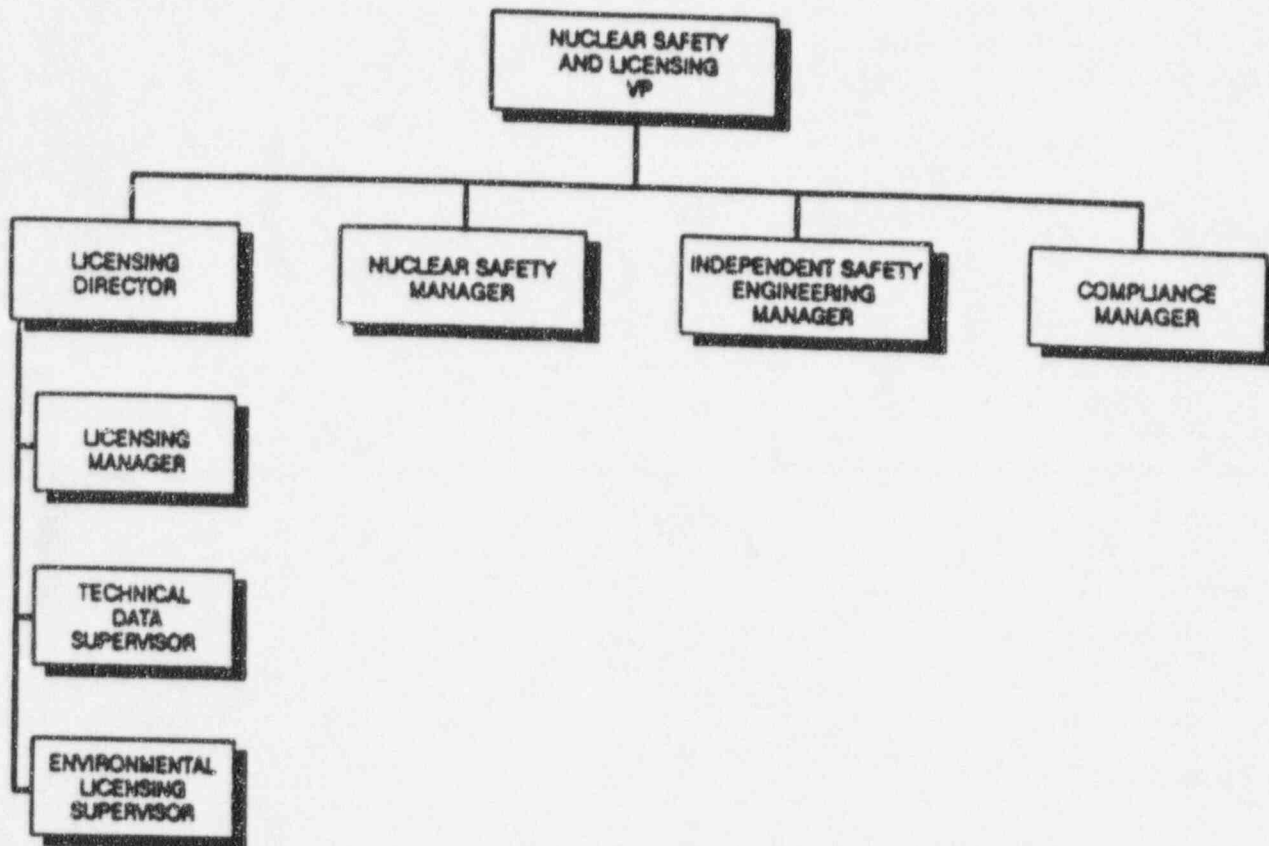 NUCLEAR SAFETY
AND LICENSING
VP
LICENSING
DIRECTOR
NUCLEAR SAFETY
MANAGER
INDEPENDENT SAFETY
ENGINEERING
MANAGER
COMPLIANCE
MANAGER
LICENSING
MANAGER
TECHNICAL
DATA
SUPERVISOR
ENVIRONMENTAL
LICENSING
SUPERVISOR